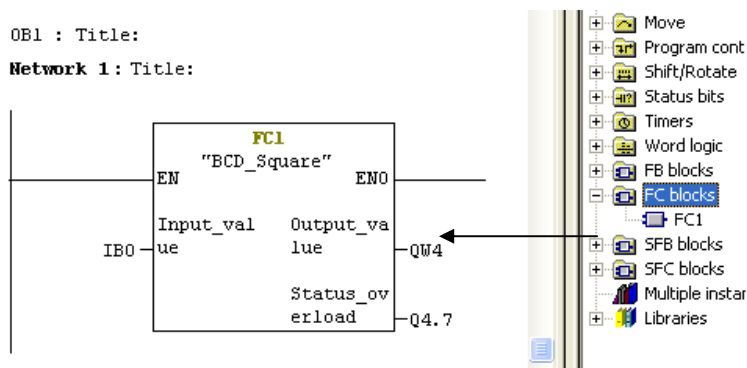 OB1 : Title:
Network 1: Title:
FC1
"BCD_Square"
EN
ENO
Input_val
ue
Output_va
lue
IB0
QW4
Status_ov
erload
Q4.7
Move
Program cont
Shift/Rotate
Status bits
Timers
Word logic
FB blocks
FC blocks
FC1
SFB blocks
SFC blocks
Multiple instar
Libraries